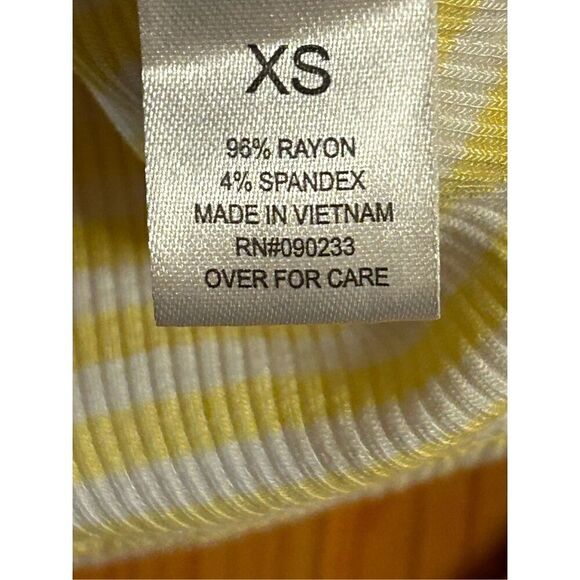 XS
96% RAYON
4% SPANDEX
MADE IN VIETNAM
RN#090233
OVER FOR CARE